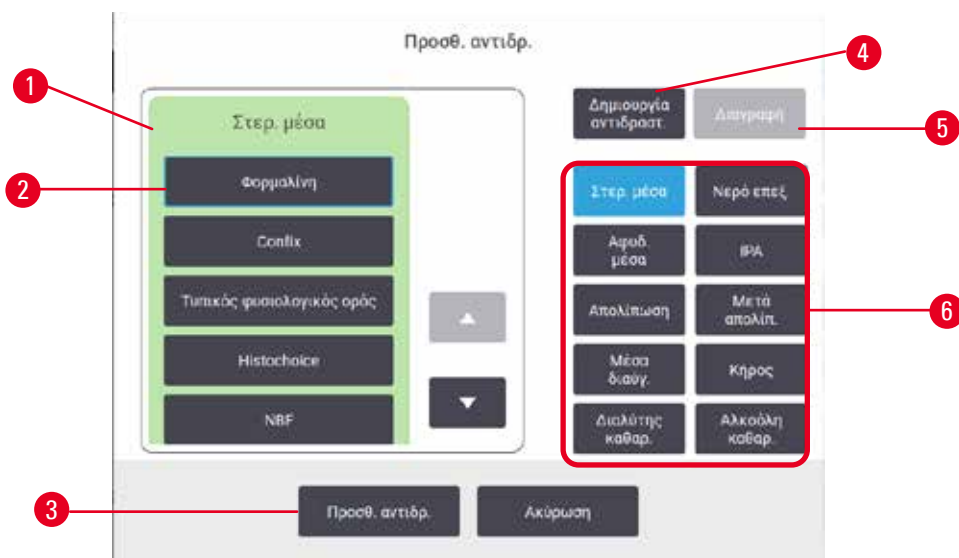 Προσθ. αντιδρ.
1
Στερ. μέσα
2
Φορμαλίνη
Confix
Τυπικός φυσιολογικός ορός
Histochoice
NBF
4
Δημιουργία
αντιδραστ.
Διαγραφή
5
Στερ. μέσα
Νερό επεξ.
Αφυδ.
μέσα
IPA
Απολίπωση
Μετά
απολίπ.
6
Μέσα
διαύγ.
Κηρος
Διαλύτης
καθαρ.
Αλκοόλη
καθαρ.
3
Προσθ. αντιδρ.
Ακύρωση